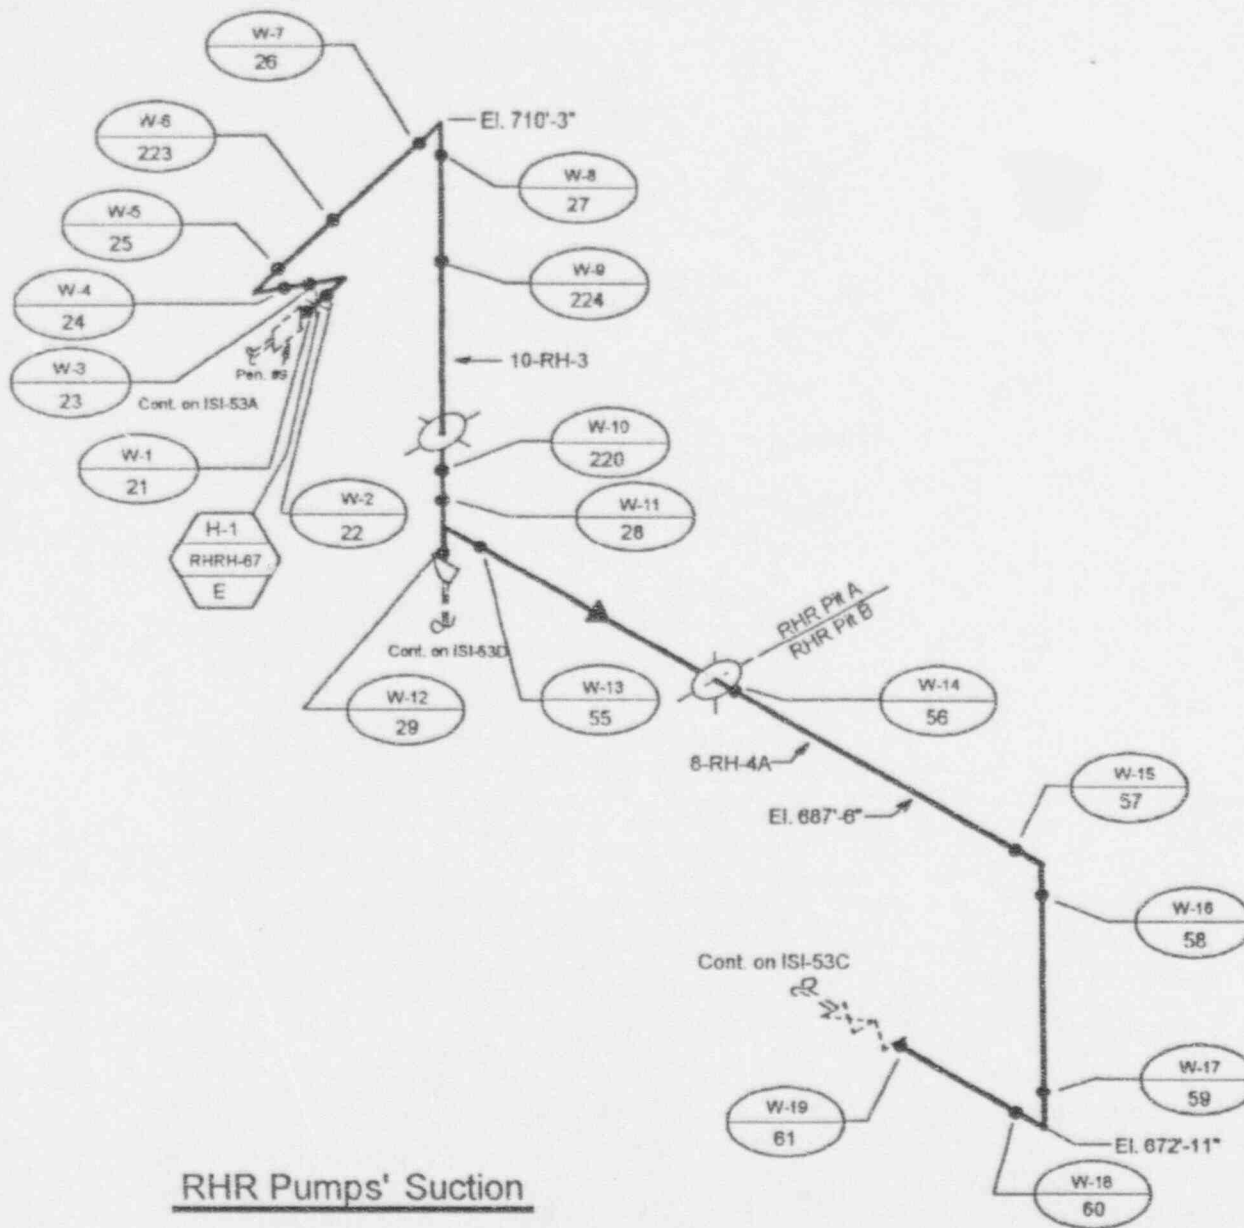 W-7
26
El. 710'-3"
W-6
223
W-8
27
W-5
25
W-9
224
W-4
24
W-3
23
Pen. #9
Cont. on ISI-53A
10-RH-3
W-10
220
W-1
21
W-2
22
W-11
28
H-1
RHRH-67
E
RHR Pit A
RHR Pit B
Cont. on ISI-53D
W-12
29
W-13
55
W-14
56
8-RH-4A
El. 687'-6"
W-15
57
W-16
58
Cont. on ISI-53C
W-17
59
W-19
61
El. 672'-11"
W-18
60
RHR Pumps' Suction